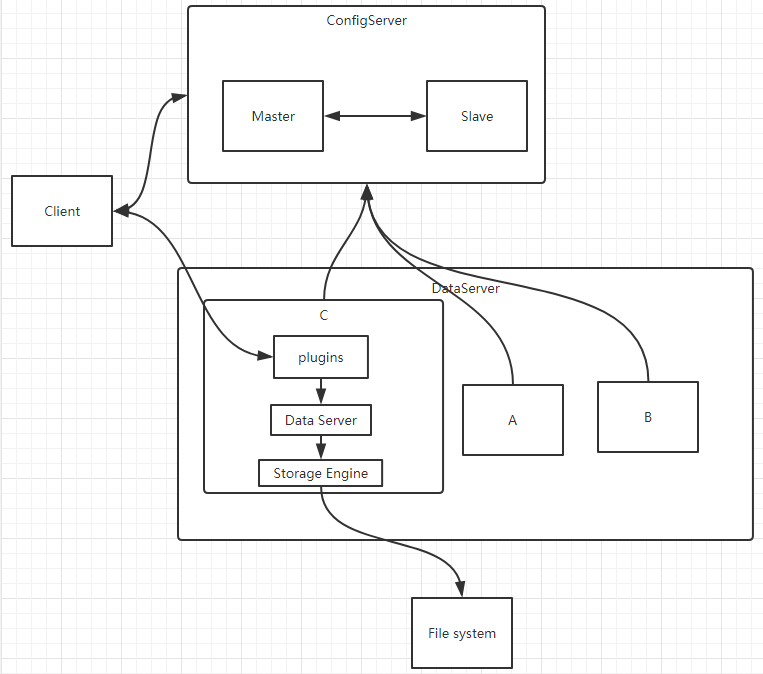 ConfigServer
Master
Slave
Client
DataServer
C
plugins
Data Server
A
B
Storage Engine
File system